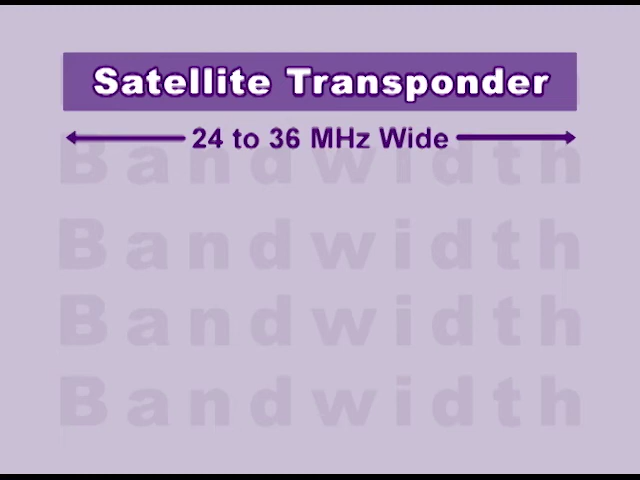 Satellite Transponder
24 to 36 MHz Wide
Bandwidth
Bandwidth
Bandwidth
Bandwidth